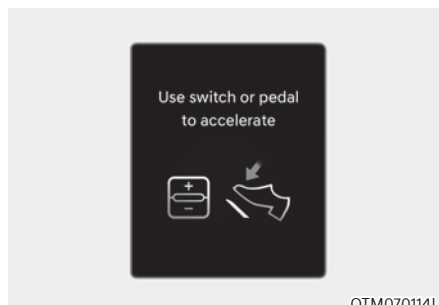 Use switch or pedal
to accelerate
+
−
OTM070114L